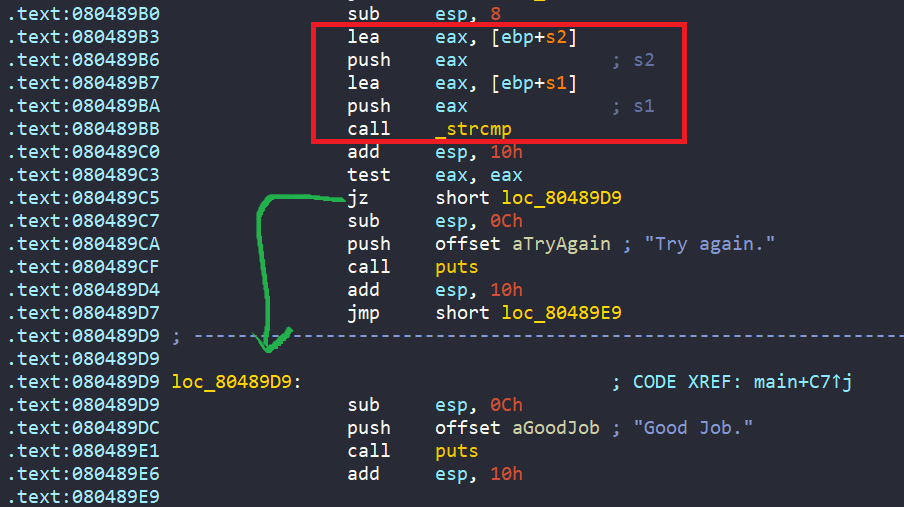 .text:080489B0 sub esp, 8
.text:080489B3 lea eax, [ebp+s2]
.text:080489B6 push eax ; s2
.text:080489B7 lea eax, [ebp+s1]
.text:080489BA push eax ; s1
.text:080489BB call _strcmp
.text:080489C0 add esp, 10h
.text:080489C3 test eax, eax
.text:080489C5 jz short loc_80489D9
.text:080489C7 sub esp, 0Ch
.text:080489CA push offset aTryAgain ; "Try again."
.text:080489CF call puts
.text:080489D4 add esp, 10h
.text:080489D7 jmp short loc_80489E9
.text:080489D9 ; ---------------------------------------------------------------------------
.text:080489D9
.text:080489D9 loc_80489D9: ; CODE XREF: main+C7↑j
.text:080489D9 sub esp, 0Ch
.text:080489DC push offset aGoodJob ; "Good Job."
.text:080489E1 call puts
.text:080489E6 add esp, 10h
.text:080489E9